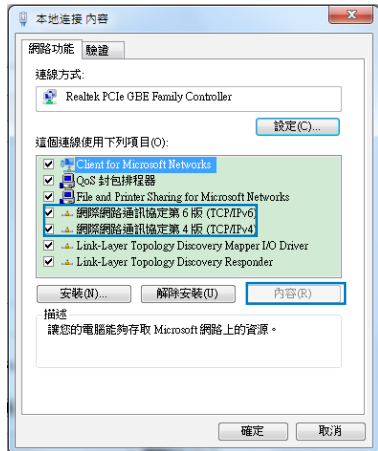 本地连接 內容
網路功能 驗證
連線方式:
Realtek PCIe GBE Family Controller
設定(C)...
這個連線使用下列項目(O):
Client for Microsoft Networks
QoS 封包排程器
File and Printer Sharing for Microsoft Networks
網際網路通訊協定第 6 版 (TCP/IPv6)
網際網路通訊協定第 4 版 (TCP/IPv4)
Link-Layer Topology Discovery Mapper I/O Driver
Link-Layer Topology Discovery Responder
安裝(N)... 解除安裝(U) 內容(R)
描述
讓您的電腦能夠存取 Microsoft 網路上的資源。
確定 取消